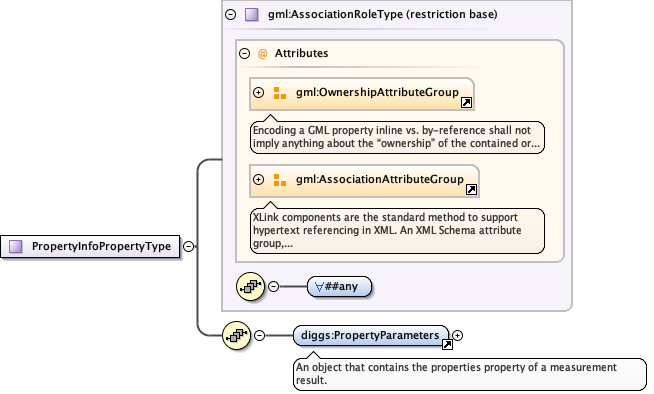 gml:AssociationRoleType (restriction base)
@ Attributes
gml:OwnershipAttributeGroup
Encoding a GML property inline vs. by-reference shall not
imply anything about the “ownership” of the contained or...
gml:AssociationAttributeGroup
XLink components are the standard method to support
hypertext referencing in XML. An XML Schema attribute
group,...
PropertyInfoPropertyType
∀##any
diggs:PropertyParameters
An object that contains the properties property of a measurement
result.